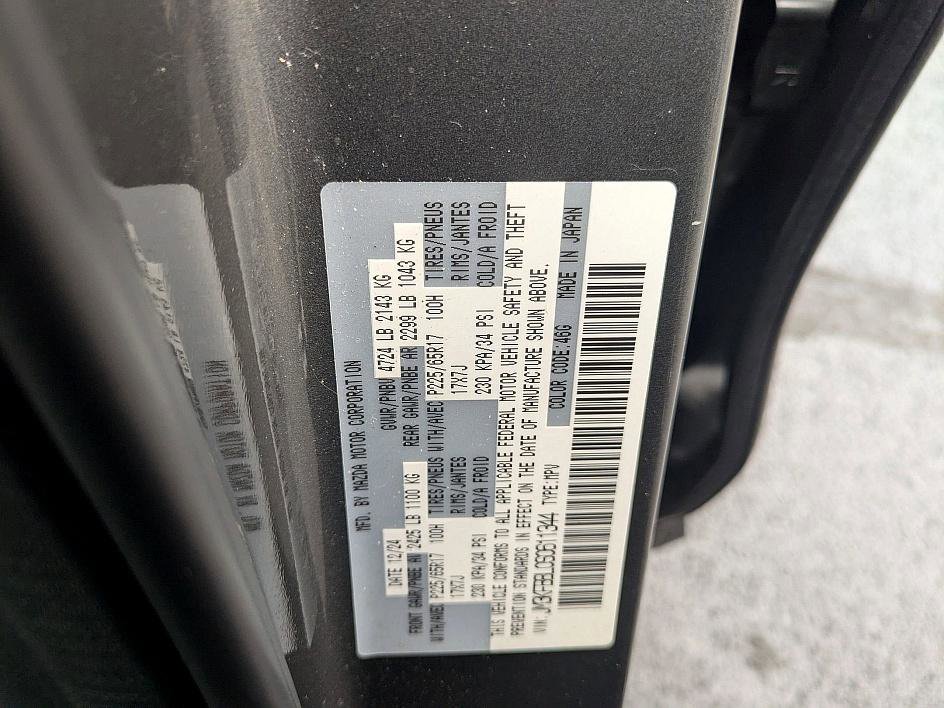 MFD. BY MAZDA MOTOR CORPORATION
DATE 12/24 GVWR/PNBV 4724 LB 2143 KG
FRONT GAWR/PNBE AV 2425 LB 1100 KG REAR GAWR/PNBE AR 2299 LB 1043 KG
WITH/AVEC P225/65R17 100H TIRES/PNEUS WITH/AVEC P225/65R17 100H TIRES/PNEUS
17X7J RIMS/JANTES 17X7J RIMS/JANTES
230 KPA/34 PSI COLD/A FROID 230 KPA/34 PSI COLD/A FROID
THIS VEHICLE CONFORMS TO ALL APPLICABLE FEDERAL MOTOR VEHICLE SAFETY AND THEFT
PREVENTION STANDARDS IN EFFECT ON THE DATE OF MANUFACTURE SHOWN ABOVE.
VIN: TYPE:MPV COLOR CODE:46G MADE IN JAPAN